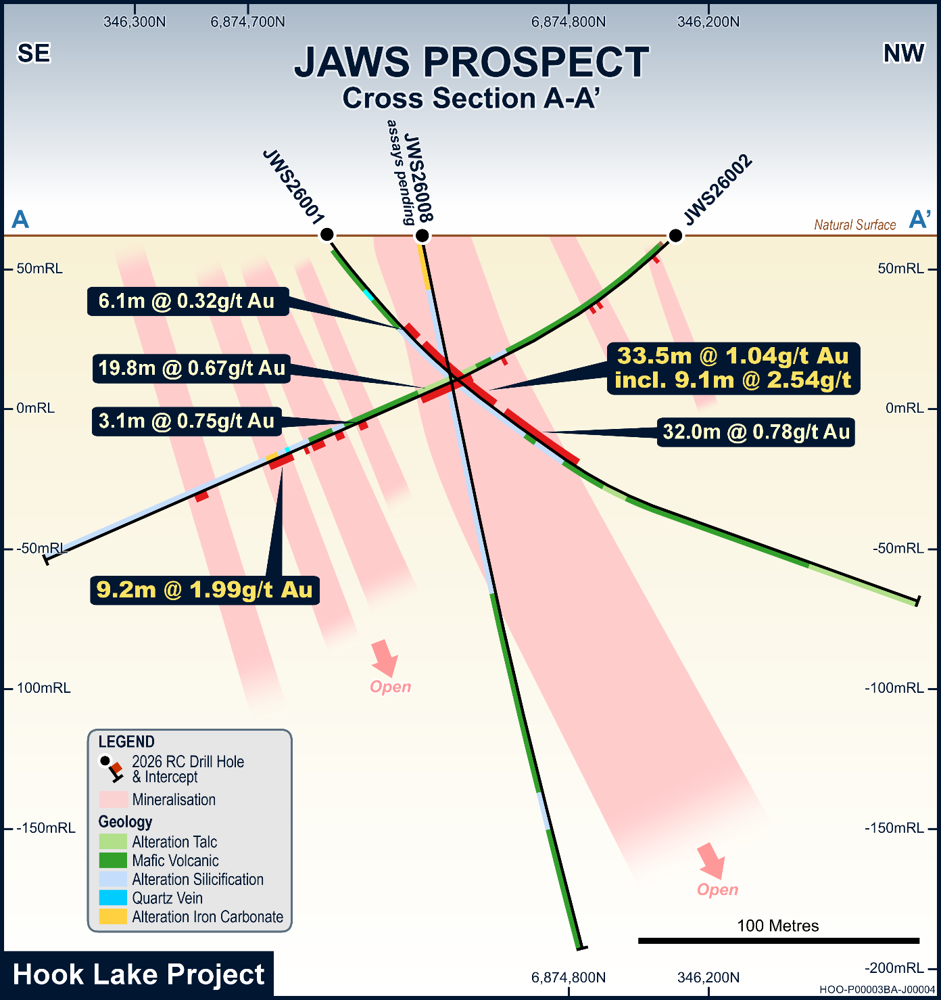 346,300N 6,874,700N 6,874,800N 346,200N
SE
NW
JAWS PROSPECT
Cross Section A-A’
JWS26001
JWS26008
assays pending
JWS26002
A
Natural Surface
A’
50mRL
50mRL
6.1m @ 0.32g/t Au
19.8m @ 0.67g/t Au
33.5m @ 1.04g/t Au
incl. 9.1m @ 2.54g/t
0mRL
0mRL
3.1m @ 0.75g/t Au
32.0m @ 0.78g/t Au
-50mRL
-50mRL
9.2m @ 1.99g/t Au
Open
100mRL
-100mRL
LEGEND
2026 RC Drill Hole
& Intercept
Mineralisation
Geology
Alteration Talc
Mafic Volcanic
Alteration Silicification
Quartz Vein
Alteration Iron Carbonate
-150mRL
-150mRL
Open
100 Metres
Hook Lake Project
-200mRL
6,874,800N 346,200N
HOO-P00003BA-J00004